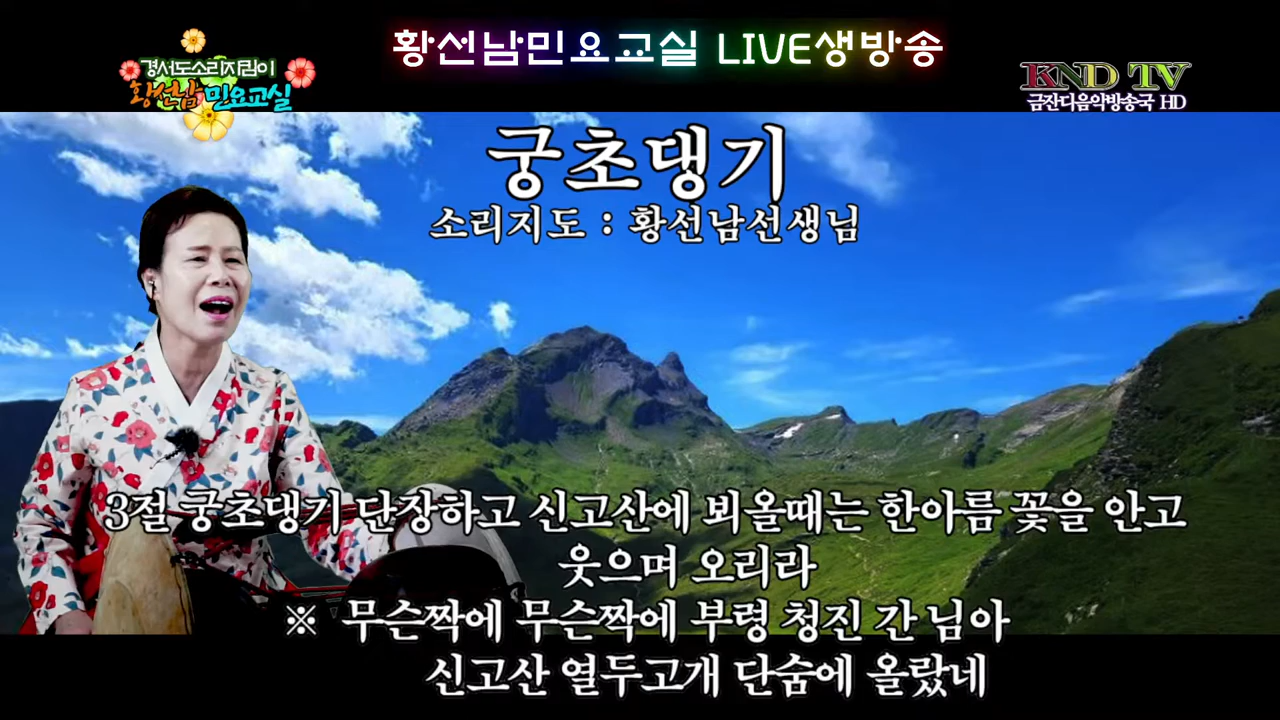 황선남민요교실 LIVE생방송
경서도소리지킴이
황선남 민요교실
KND TV
금잔디음악방송국 HD
궁초댕기
소리지도 : 황선남선생님
3절 궁초댕기 단장하고 신고산에 뵈올때는 한아름 꽃을 안고
웃으며 오리라
※ 무슨짝에 무슨짝에 부령 청진 간 님아
신고산 열두고개 단숨에 올랐네